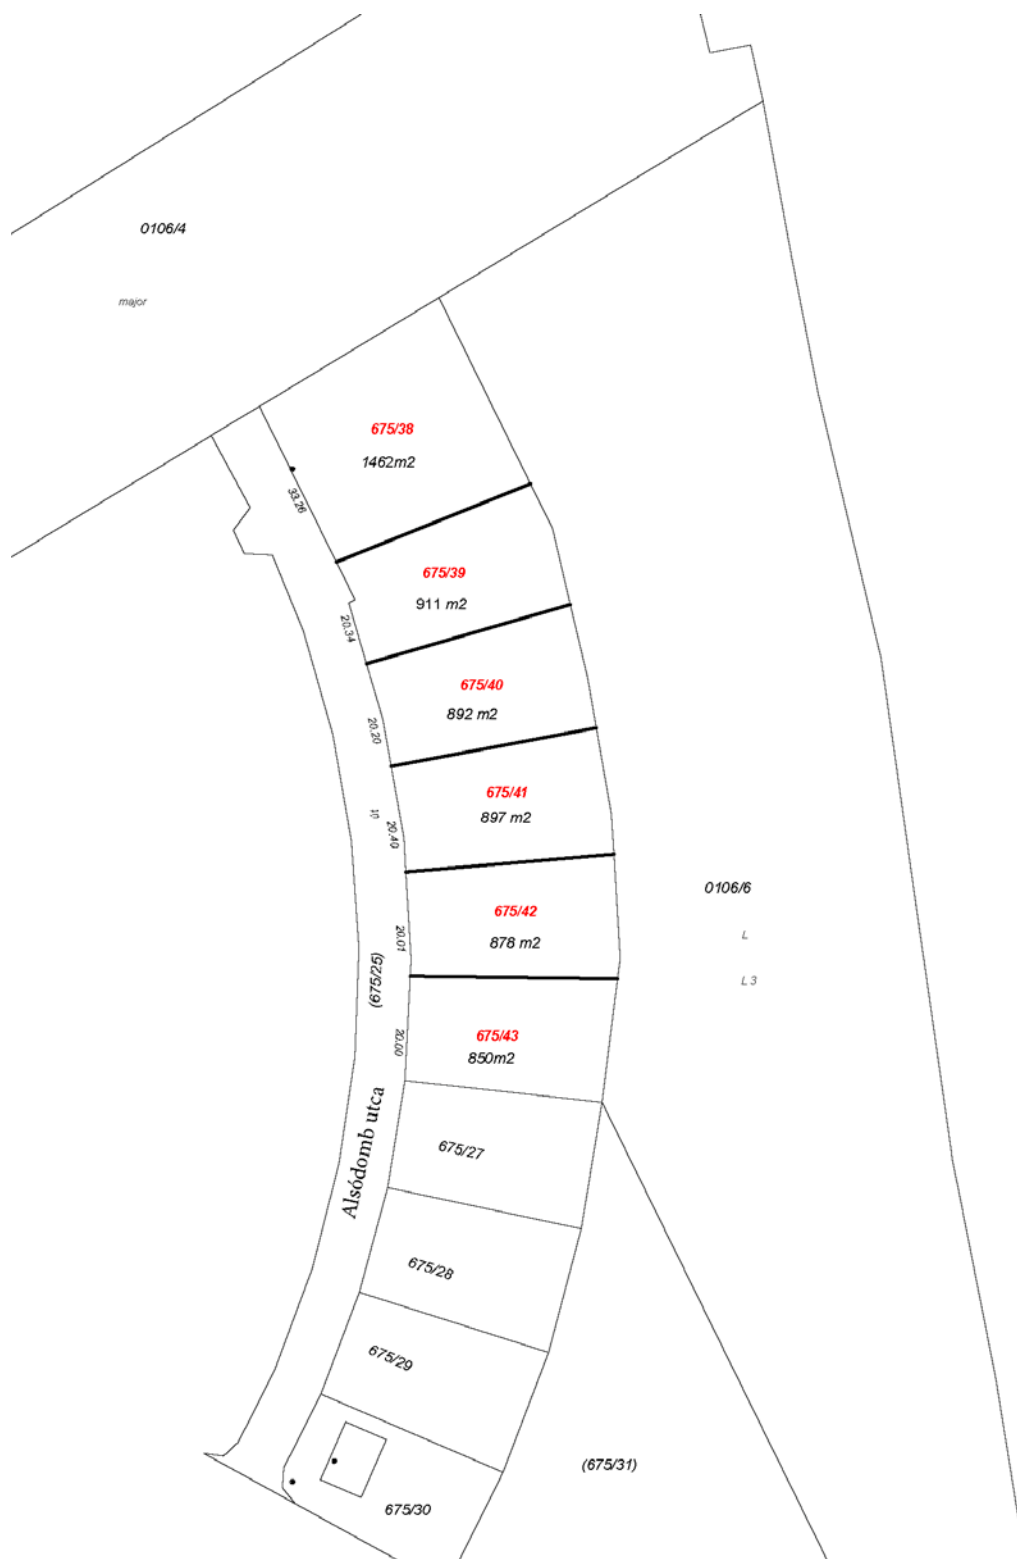 0106/4
major
675/38
1462m2
33.26
675/39
911 m2
20.34
675/40
892 m2
20.20
675/41
897 m2
10
20.40
0106/6
675/42
878 m2
20.01
L
(675/25)
L 3
675/43
850m2
20.00
Alsódomb utca
675/27
675/28
675/29
(675/31)
675/30